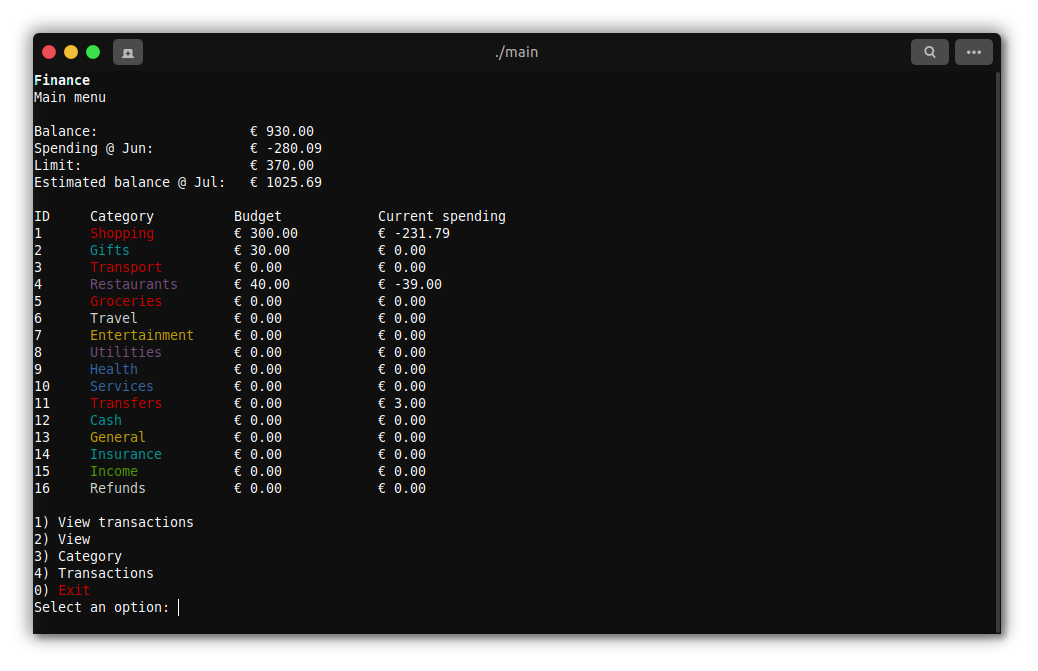 ./main
Finance
Main menu
Balance: € 930.00
Spending @ Jun: € -280.09
Limit: € 370.00
Estimated balance @ Jul: € 1025.69
ID Category Budget Current spending
1 Shopping € 300.00 € -231.79
2 Gifts € 30.00 € 0.00
3 Transport € 0.00 € 0.00
4 Restaurants € 40.00 € -39.00
5 Groceries € 0.00 € 0.00
6 Travel € 0.00 € 0.00
7 Entertainment € 0.00 € 0.00
8 Utilities € 0.00 € 0.00
9 Health € 0.00 € 0.00
10 Services € 0.00 € 0.00
11 Transfers € 0.00 € 3.00
12 Cash € 0.00 € 0.00
13 General € 0.00 € 0.00
14 Insurance € 0.00 € 0.00
15 Income € 0.00 € 0.00
16 Refunds € 0.00 € 0.00
1) View transactions
2) View
3) Category
4) Transactions
0) Exit
Select an option: